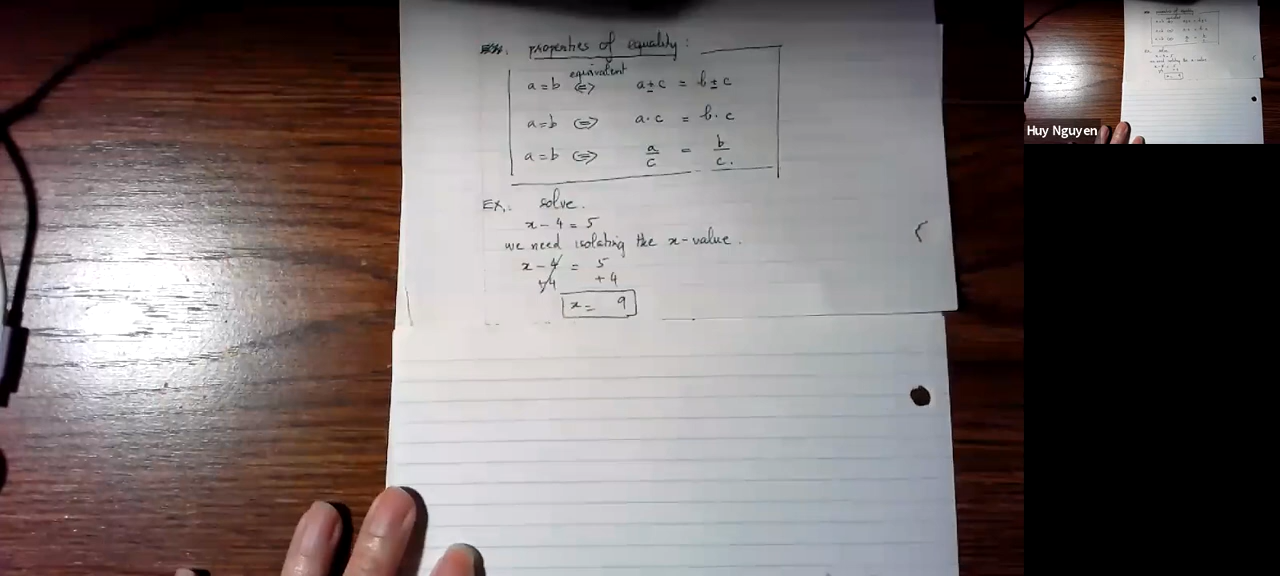 properties of equality :
equivalent
a = b ⇔ a ± c = b ± c
a = b ⇔ a · c = b · c
a = b ⇔ a/c = b/c.
Ex: solve.
x - 4 = 5
we need isolating the x-value.
x - 4 = 5
+4 +4
x = 9
Huy Nguyen